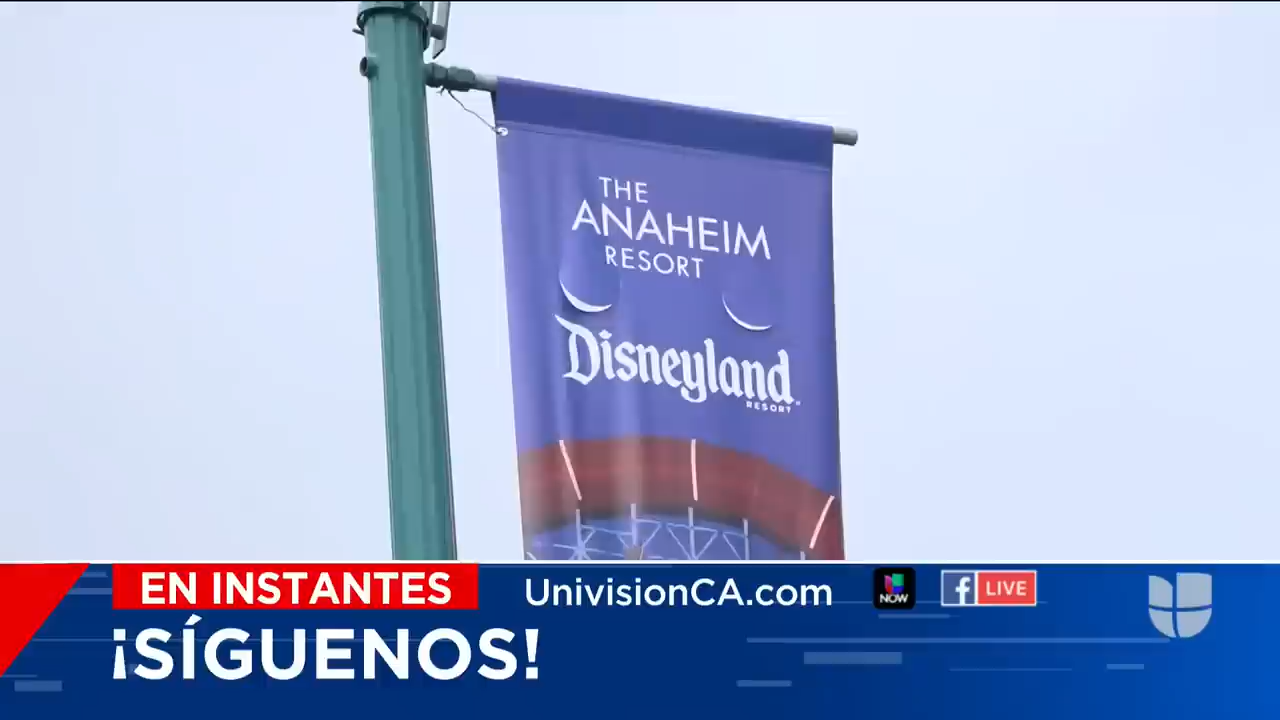 THE
ANAHEIM
RESORT
Disneyland
RESORT
EN INSTANTES
UnivisionCA.com
NOW
f LIVE
¡SÍGUENOS!